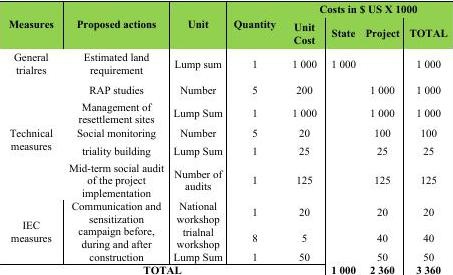 Measures Proposed actions Unit Quantity Costs in $ US X 1000
Unit Cost State Project TOTAL
General trialres Estimated land requirement Lump sum 1 1 000 1 000 1 000
RAP studies Number 5 200 1 000 1 000
Management of resettlement sites Lump Sum 1 1 000 1 000 1 000
Technical measures Social monitoring Number 5 20 100 100
triality building Lump Sum 1 25 25 25
Mid-term social audit of the project implementation Number of audits 1 125 125 125
IEC measures Communication and sensitization campaign before, during and after construction National workshop 1 20 20 20
trialnal workshop 8 5 40 40
Lump Sum 1 50 50 50
TOTAL 1 000 2 360 3 360